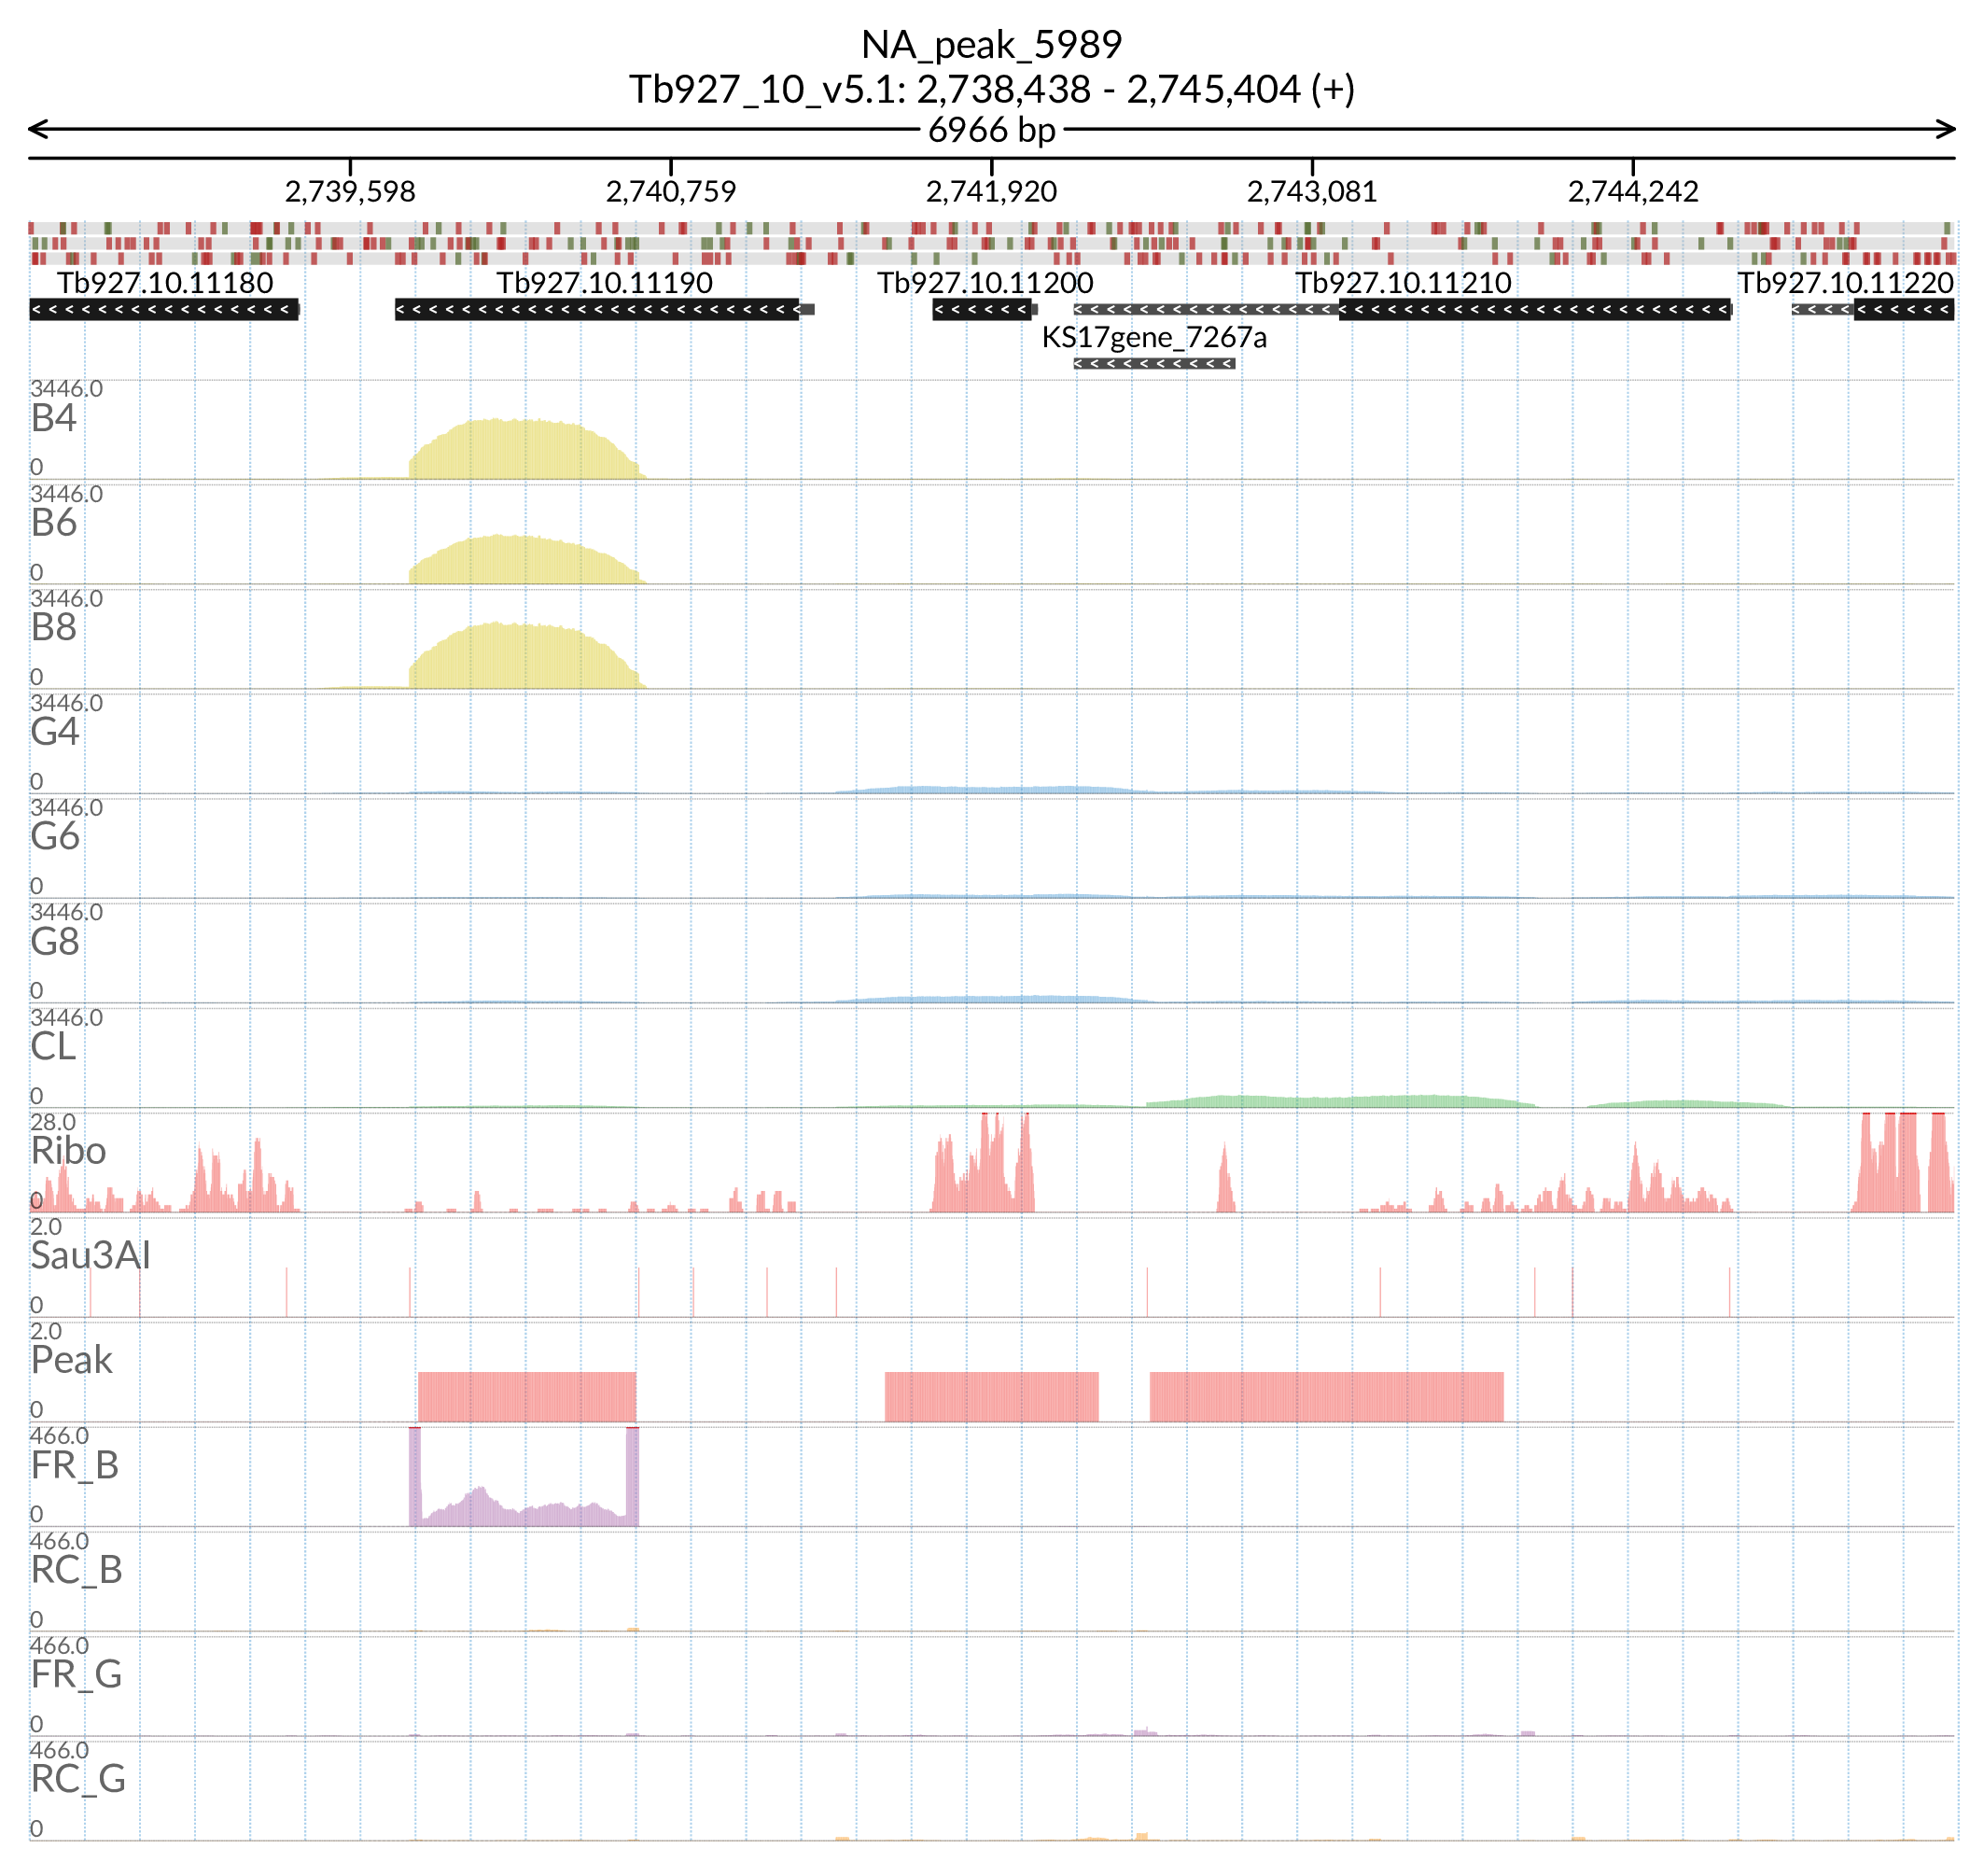 NA_peak_5989
Tb927_10_v5.1: 2,738,438 - 2,745,404 (+)
6966 bp
2,739,598 2,740,759 2,741,920 2,743,081 2,744,242
Tb927.10.11180 Tb927.10.11190 Tb927.10.11200 Tb927.10.11210 Tb927.10.11220
KS17gene_7267a
3446.0
B4
0
3446.0
B6
0
3446.0
B8
0
3446.0
G4
0
3446.0
G6
0
3446.0
G8
0
3446.0
CL
0
28.0
Ribo
0
2.0
Sau3AI
0
2.0
Peak
0
466.0
FR_B
0
466.0
RC_B
0
466.0
FR_G
0
466.0
RC_G
0